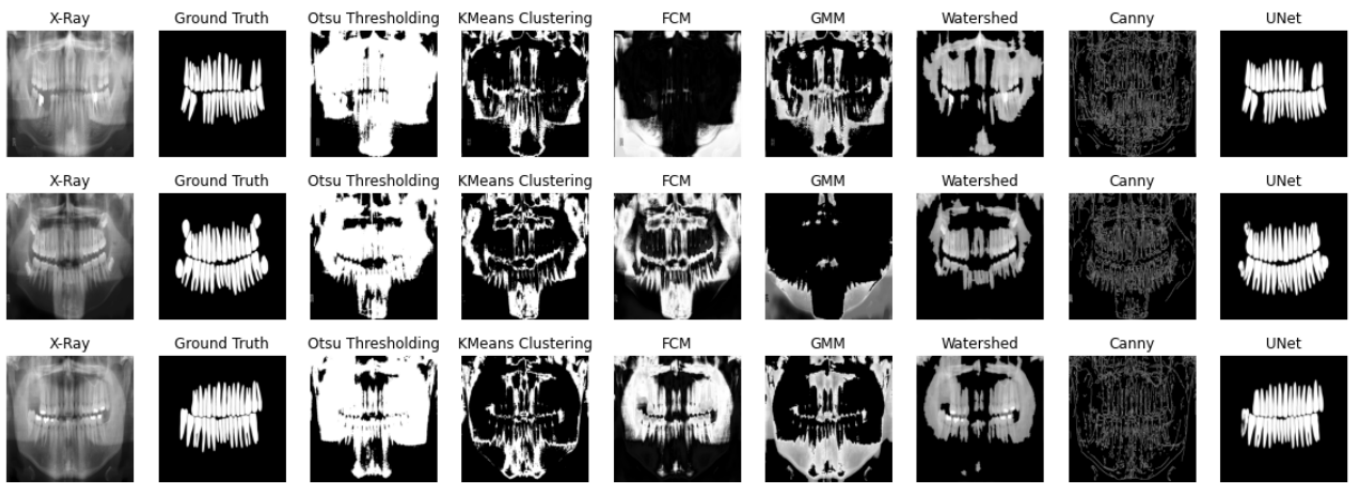 X-Ray Ground Truth Otsu Thresholding KMeans Clustering FCM GMM Watershed Canny UNet
X-Ray Ground Truth Otsu Thresholding KMeans Clustering FCM GMM Watershed Canny UNet
X-Ray Ground Truth Otsu Thresholding KMeans Clustering FCM GMM Watershed Canny UNet